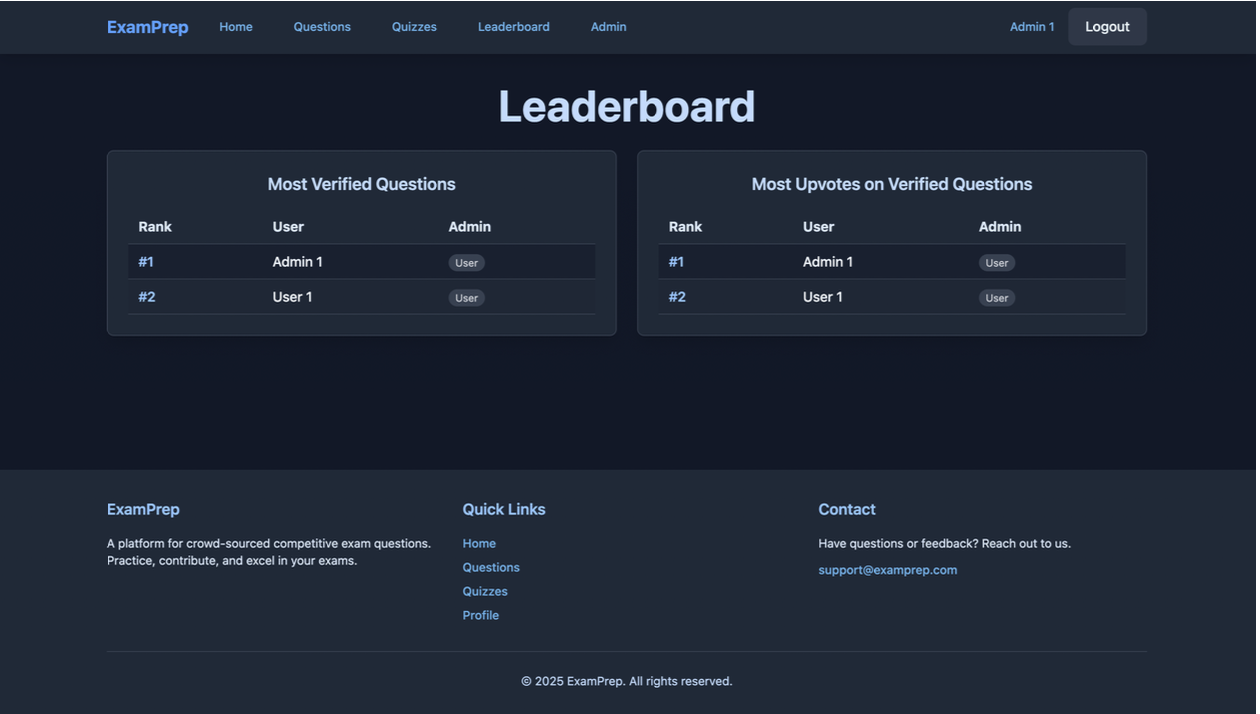 ExamPrep Home Questions Quizzes Leaderboard Admin Admin 1 Logout
Leaderboard
Most Verified Questions
Rank User Admin
#1 Admin 1 User
#2 User 1 User
Most Upvotes on Verified Questions
Rank User Admin
#1 Admin 1 User
#2 User 1 User
ExamPrep
A platform for crowd-sourced competitive exam questions.
Practice, contribute, and excel in your exams.
Quick Links
Home
Questions
Quizzes
Profile
Contact
Have questions or feedback? Reach out to us.
support@examprep.com
© 2025 ExamPrep. All rights reserved.